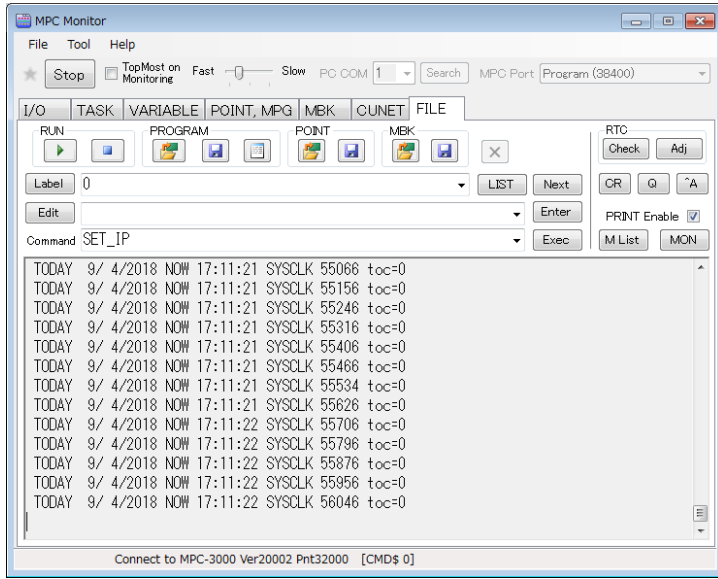 MPC Monitor
File Tool Help
Stop TopMost on Monitoring Fast Slow PC COM 1 Search MPC Port Program (38400)
I/O TASK VARIABLE POINT, MPG MBK CUNET FILE
RUN PROGRAM POINT MBK RTC
Check Adj
Label 0 LIST Next CR Q ^A
Edit Enter PRINT Enable
Command SET_IP Exec M List MON
TODAY 9/ 4/2018 NOW 17:11:21 SYSCLK 55066 toc=0
TODAY 9/ 4/2018 NOW 17:11:21 SYSCLK 55156 toc=0
TODAY 9/ 4/2018 NOW 17:11:21 SYSCLK 55246 toc=0
TODAY 9/ 4/2018 NOW 17:11:21 SYSCLK 55316 toc=0
TODAY 9/ 4/2018 NOW 17:11:21 SYSCLK 55406 toc=0
TODAY 9/ 4/2018 NOW 17:11:21 SYSCLK 55466 toc=0
TODAY 9/ 4/2018 NOW 17:11:21 SYSCLK 55534 toc=0
TODAY 9/ 4/2018 NOW 17:11:21 SYSCLK 55626 toc=0
TODAY 9/ 4/2018 NOW 17:11:22 SYSCLK 55706 toc=0
TODAY 9/ 4/2018 NOW 17:11:22 SYSCLK 55796 toc=0
TODAY 9/ 4/2018 NOW 17:11:22 SYSCLK 55876 toc=0
TODAY 9/ 4/2018 NOW 17:11:22 SYSCLK 55956 toc=0
TODAY 9/ 4/2018 NOW 17:11:22 SYSCLK 56046 toc=0
Connect to MPC-3000 Ver20002 Pnt32000 [CMD$ 0]